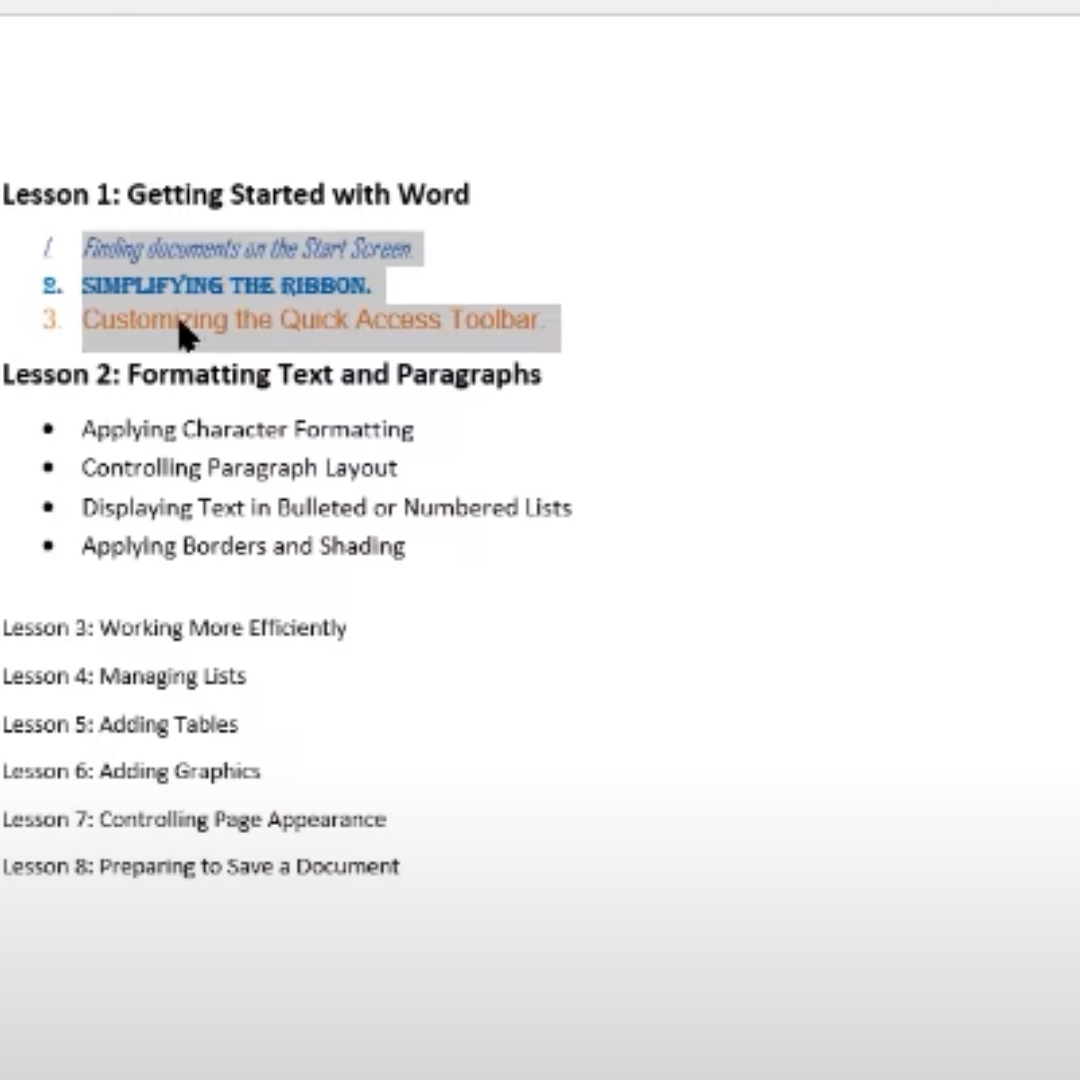 Lesson 1: Getting Started with Word
1. Finding documents on the Start Screen.
2. SIMPLIFYING THE RIBBON.
3. Customizing the Quick Access Toolbar.
Lesson 2: Formatting Text and Paragraphs
• Applying Character Formatting
• Controlling Paragraph Layout
• Displaying Text in Bulleted or Numbered Lists
• Applying Borders and Shading
Lesson 3: Working More Efficiently
Lesson 4: Managing Lists
Lesson 5: Adding Tables
Lesson 6: Adding Graphics
Lesson 7: Controlling Page Appearance
Lesson 8: Preparing to Save a Document